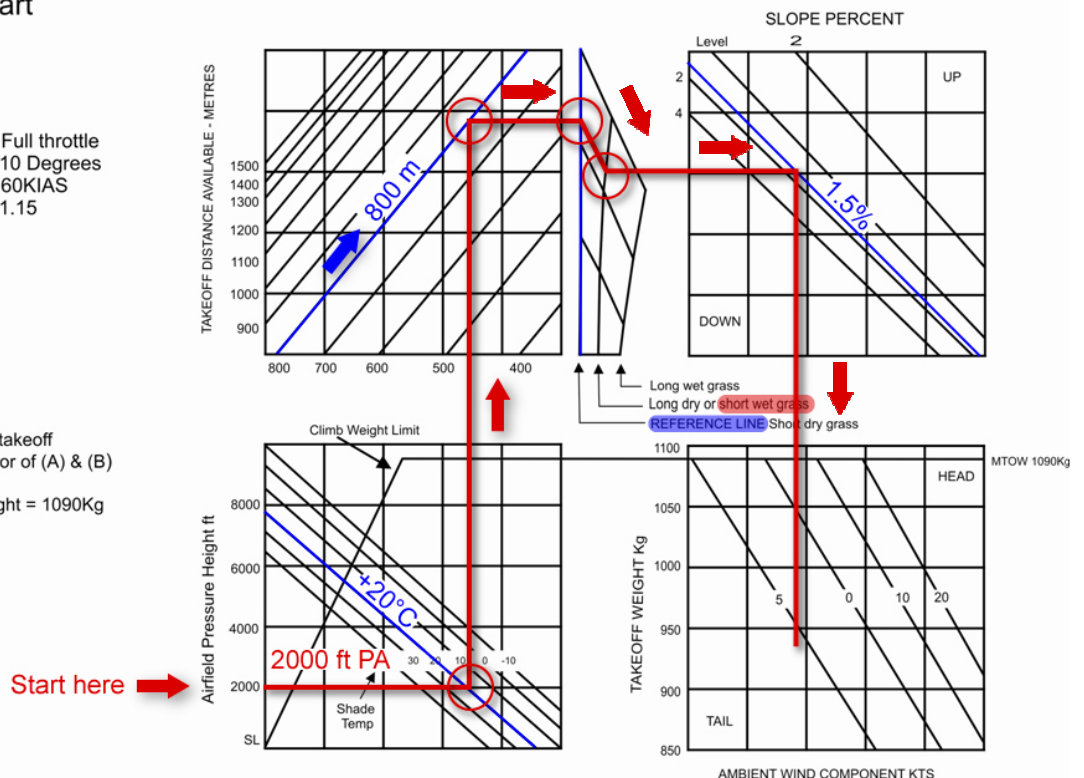 art
SLOPE PERCENT
Level
2
2
UP
4
Full throttle
10 Degrees
60KIAS
1.15
TAKEOFF DISTANCE AVAILABLE - METRES
1500
1400
1300
1200
1100
1000
900
800 m
1.5%
DOWN
800 700 600 500 400
Long wet grass
Long dry or short wet grass
REFERENCE LINE Short dry grass
takeoff
or of (A) & (B)
ght = 1090Kg
Climb Weight Limit
Airfield Pressure Height ft
8000
6000
4000
2000
SL
+20°C
2000 ft PA
30 20 10 0 -10
Start here
Shade
Temp
TAKEOFF WEIGHT Kg
1100
1050
1000
950
900
850
MTOW 1090Kg
HEAD
5 0 10 20
TAIL
AMBIENT WIND COMPONENT KTS